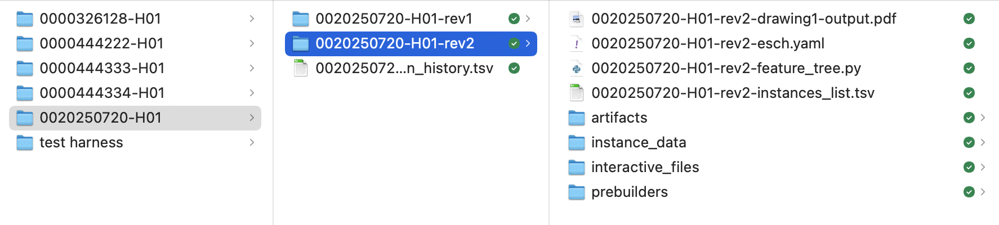 0000326128-H01
0000444222-H01
0000444333-H01
0000444334-H01
0020250720-H01
test harness
0020250720-H01-rev1
0020250720-H01-rev2
002025072...n_history.tsv
0020250720-H01-rev2-drawing1-output.pdf
0020250720-H01-rev2-esch.yaml
0020250720-H01-rev2-feature_tree.py
0020250720-H01-rev2-instances_list.tsv
artifacts
instance_data
interactive_files
prebuilders